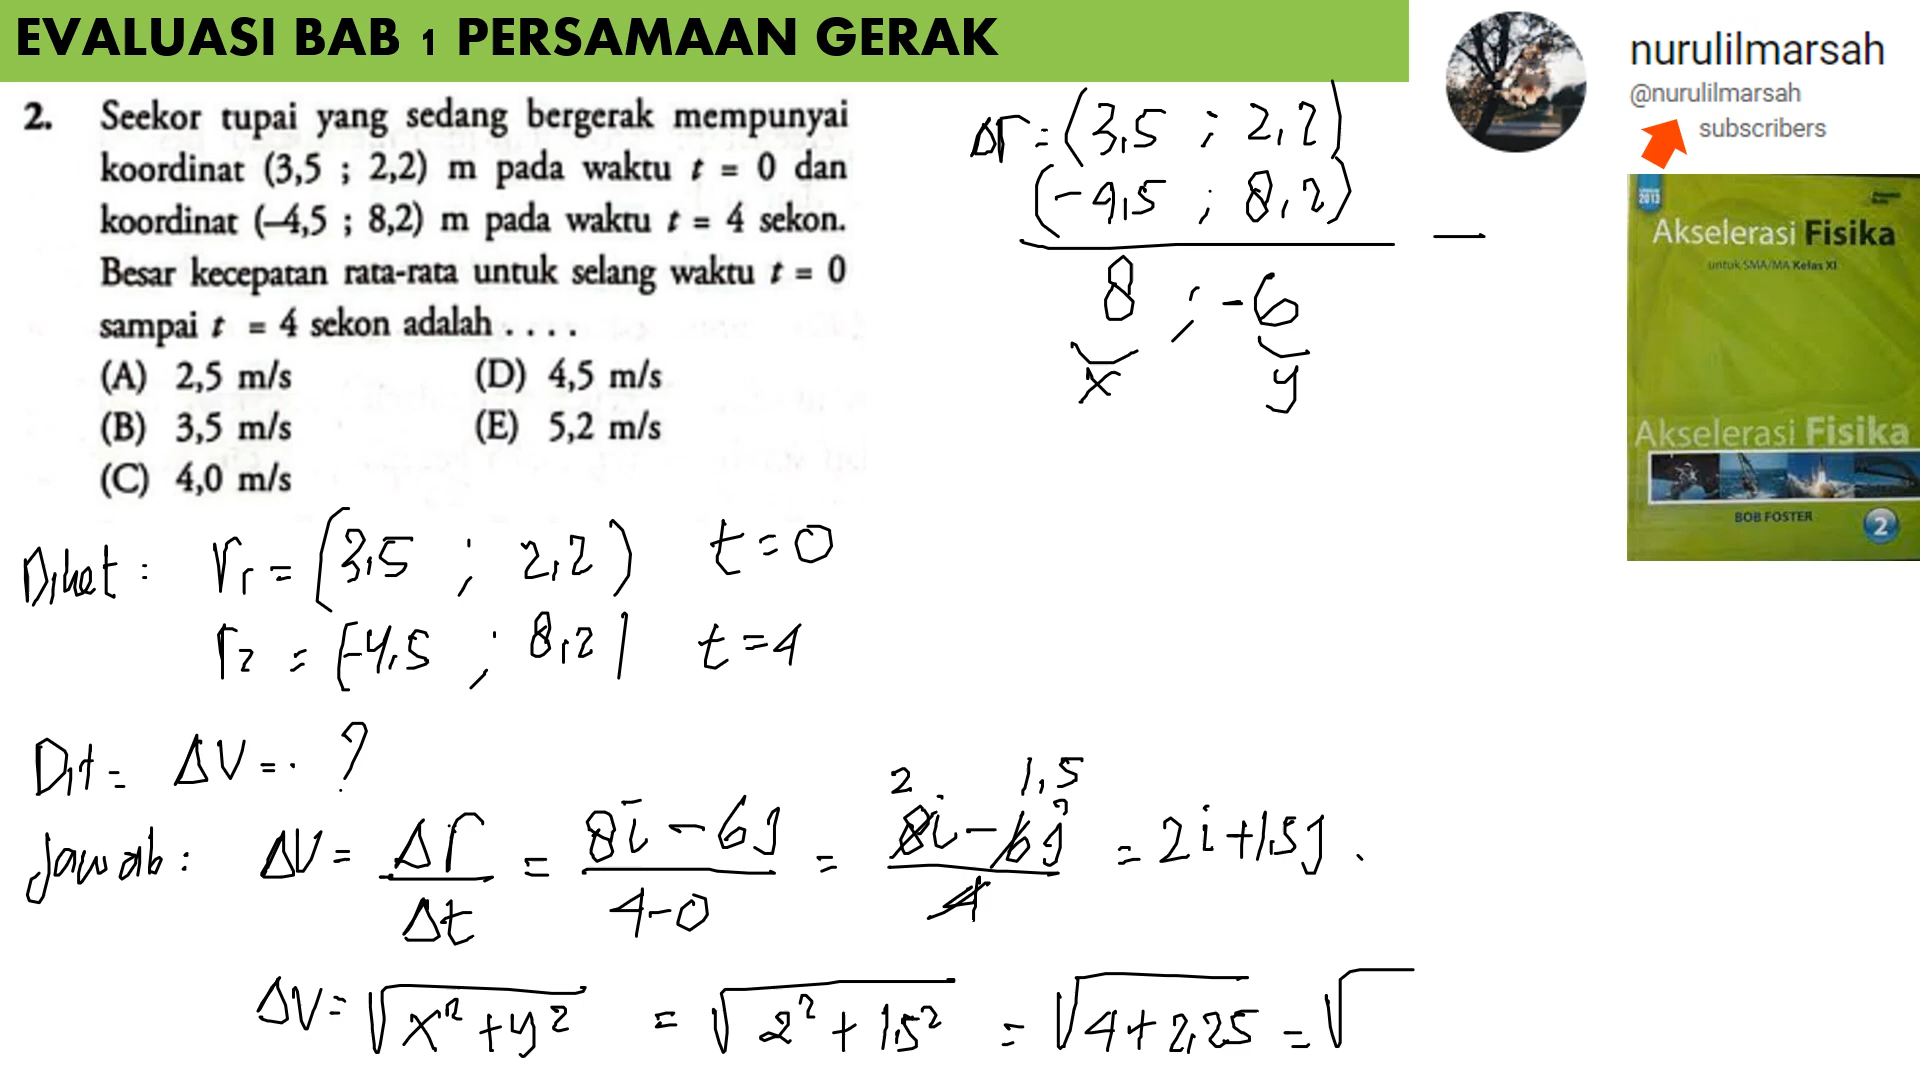 EVALUASI BAB 1 PERSAMAAN GERAK
nurulilmarsah
@nurulilmarsah
subscribers
2. Seekor tupai yang sedang bergerak mempunyai
koordinat (3,5 ; 2,2) m pada waktu t = 0 dan
koordinat (–4,5 ; 8,2) m pada waktu t = 4 sekon.
Besar kecepatan rata-rata untuk selang waktu t = 0
sampai t = 4 sekon adalah . . . .
(A) 2,5 m/s (D) 4,5 m/s
(B) 3,5 m/s (E) 5,2 m/s
(C) 4,0 m/s
Δr = (3,5 ; 2,2)
(-4,5 ; 8,2)
—
8 ; -6
x y
2013
Akselerasi Fisika
untuk SMA/MA Kelas XI
Akselerasi Fisika
BOB FOSTER
2
Diket : r₁ = (3,5 ; 2,2) t = 0
r₂ = (-4,5 ; 8,2) t = 4
Dit = ΔV = . ?
Jawab : ΔV = Δr/Δt = 8i - 6j/4-0 = 8i - 6j/4 = 2i + 1,5j .
2 1,5
ΔV = √x² + y² = √2² + 1,5² = √4 + 2,25 = √